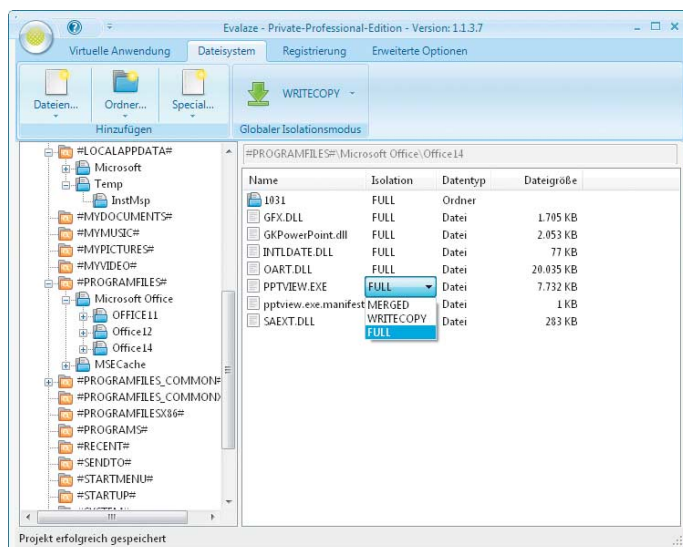 Evalaze - Private-Professional-Edition - Version: 1.1.3.7
Virtuelle Anwendung Dateisystem Registrierung Erweiterte Optionen
Dateien... Ordner... Special... WRITECOPY
Hinzufügen Globaler Isolationsmodus
#LOCALAPPDATA#
Microsoft
Temp
InstMsp
#MYDOCUMENTS#
#MYMUSIC#
#MYPICTURES#
#MYVIDEO#
#PROGRAMFILES#
Microsoft Office
OFFICE11
Office12
Office14
MSECache
#PROGRAMFILES_COMMON#
#PROGRAMFILES_COMMON
#PROGRAMFILESX86#
#PROGRAMS#
#RECENT#
#SENDTO#
#STARTMENU#
#STARTUP#
#PROGRAMFILES#\Microsoft Office\Office14
Name Isolation Datentyp Dateigröße
1031 FULL Ordner
GFX.DLL FULL Datei 1.705 KB
GKPowerPoint.dll FULL Datei 2.053 KB
INTLDATE.DLL FULL Datei 77 KB
OART.DLL FULL Datei 20.035 KB
PPTVIEW.EXE FULL Datei 7.732 KB
pptview.exe.manifest MERGED Datei 1 KB
WRITECOPY
SAEXT.DLL FULL Datei 283 KB
Projekt erfolgreich gespeichert